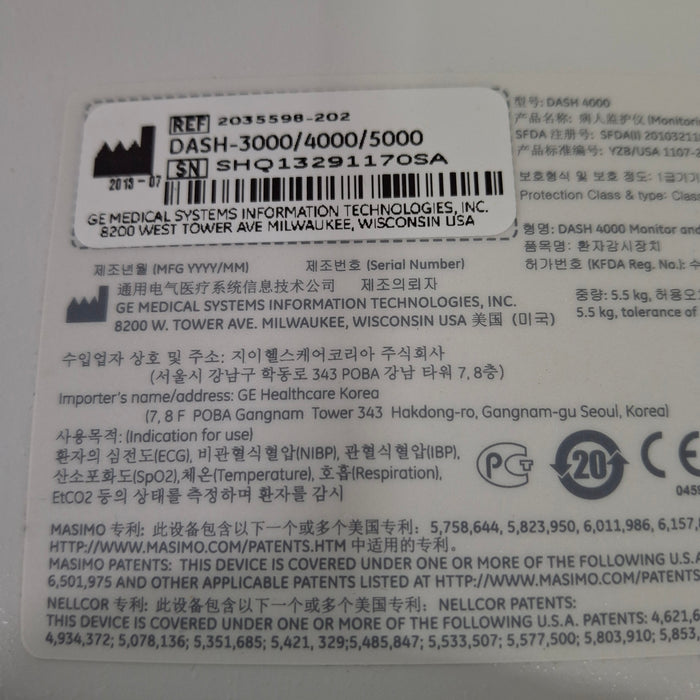 REF 2035598-202
DASH-3000/4000/5000
SN SHQ13291170SA
2013-07
GE MEDICAL SYSTEMS INFORMATION TECHNOLOGIES, INC.
8200 WEST TOWER AVE MILWAUKEE, WISCONSIN USA
型号: DASH 4000
产品名称: 病人监护仪 (Monitorin
SFDA 注册号: SFDA(I) 20103211
产品标准编号: YZB/USA 1107-2
보호형식 및 보호 정도: 1급기기
Protection Class & type: Class
형명: DASH 4000 Monitor and
품목명: 환자감시장치
허가번호 (KFDA Reg. No.): 수
중량: 5.5 kg, 허용오
5.5 kg, tolerance of
제조년월 (MFG YYYY/MM) 제조번호 (Serial Number)
通用电气医疗系统信息技术公司 제조의뢰자
GE MEDICAL SYSTEMS INFORMATION TECHNOLOGIES, INC.
8200 W. TOWER AVE. MILWAUKEE, WISCONSIN USA 美国 (미국)
수입업자 상호 및 주소: 지이헬스케어코리아 주식회사
(서울시 강남구 학동로 343 POBA 강남 타워 7, 8층)
Importer's name/address: GE Healthcare Korea
(7, 8 F POBA Gangnam Tower 343 Hakdong-ro, Gangnam-gu Seoul, Korea)
사용목적: (Indication for use)
환자의 심전도(ECG), 비관혈식혈압(NIBP), 관혈식혈압(IBP),
산소포화도(SpO2),체온(Temperature), 호흡(Respiration),
EtCO2 등의 상태를 측정하며 환자를 감시
20
CE
0459
MASIMO 专利: 此设备包含以下一个或多个美国专利: 5,758,644, 5,823,950, 6,011,986, 6,157,8
HTTP://WWW.MASIMO.COM/PATENTS.HTM 中适用的专利。
MASIMO PATENTS: THIS DEVICE IS COVERED UNDER ONE OR MORE OF THE FOLLOWING U.S.A
6,501,975 AND OTHER APPLICABLE PATENTS LISTED AT HTTP://WWW.MASIMO.COM/PATENTS
NELLCOR 专利: 此设备包含以下一个或多个美国专利: NELLCOR PATENTS:
THIS DEVICE IS COVERED UNDER ONE OR MORE OF THE FOLLOWING U.S.A. PATENTS: 4,621,6
4,934,372; 5,078,136; 5,351,685; 5,421, 329;5,485,847; 5,533,507; 5,577,500; 5,803,910; 5,853,